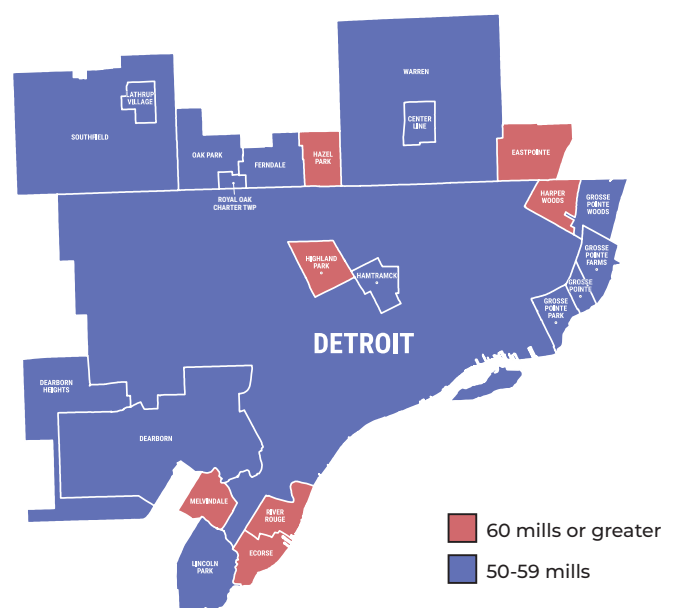 WARREN
LATHRUP
VILLAGE
CENTER
LINE
SOUTHFIELD
OAK PARK
FERNDALE
HAZEL
PARK
EASTPOINTE
ROYAL OAK
CHARTER TWP
HARPER
WOODS
GROSSE
POINTE
WOODS
GROSSE
POINTE
FARMS
HIGHLAND
PARK
HAMTRAMCK
GROSSE
POINTE
GROSSE
POINTE
PARK
DETROIT
DEARBORN
HEIGHTS
DEARBORN
MELVINDALE
RIVER
ROUGE
ECORSE
LINCOLN
PARK
60 mills or greater
50-59 mills